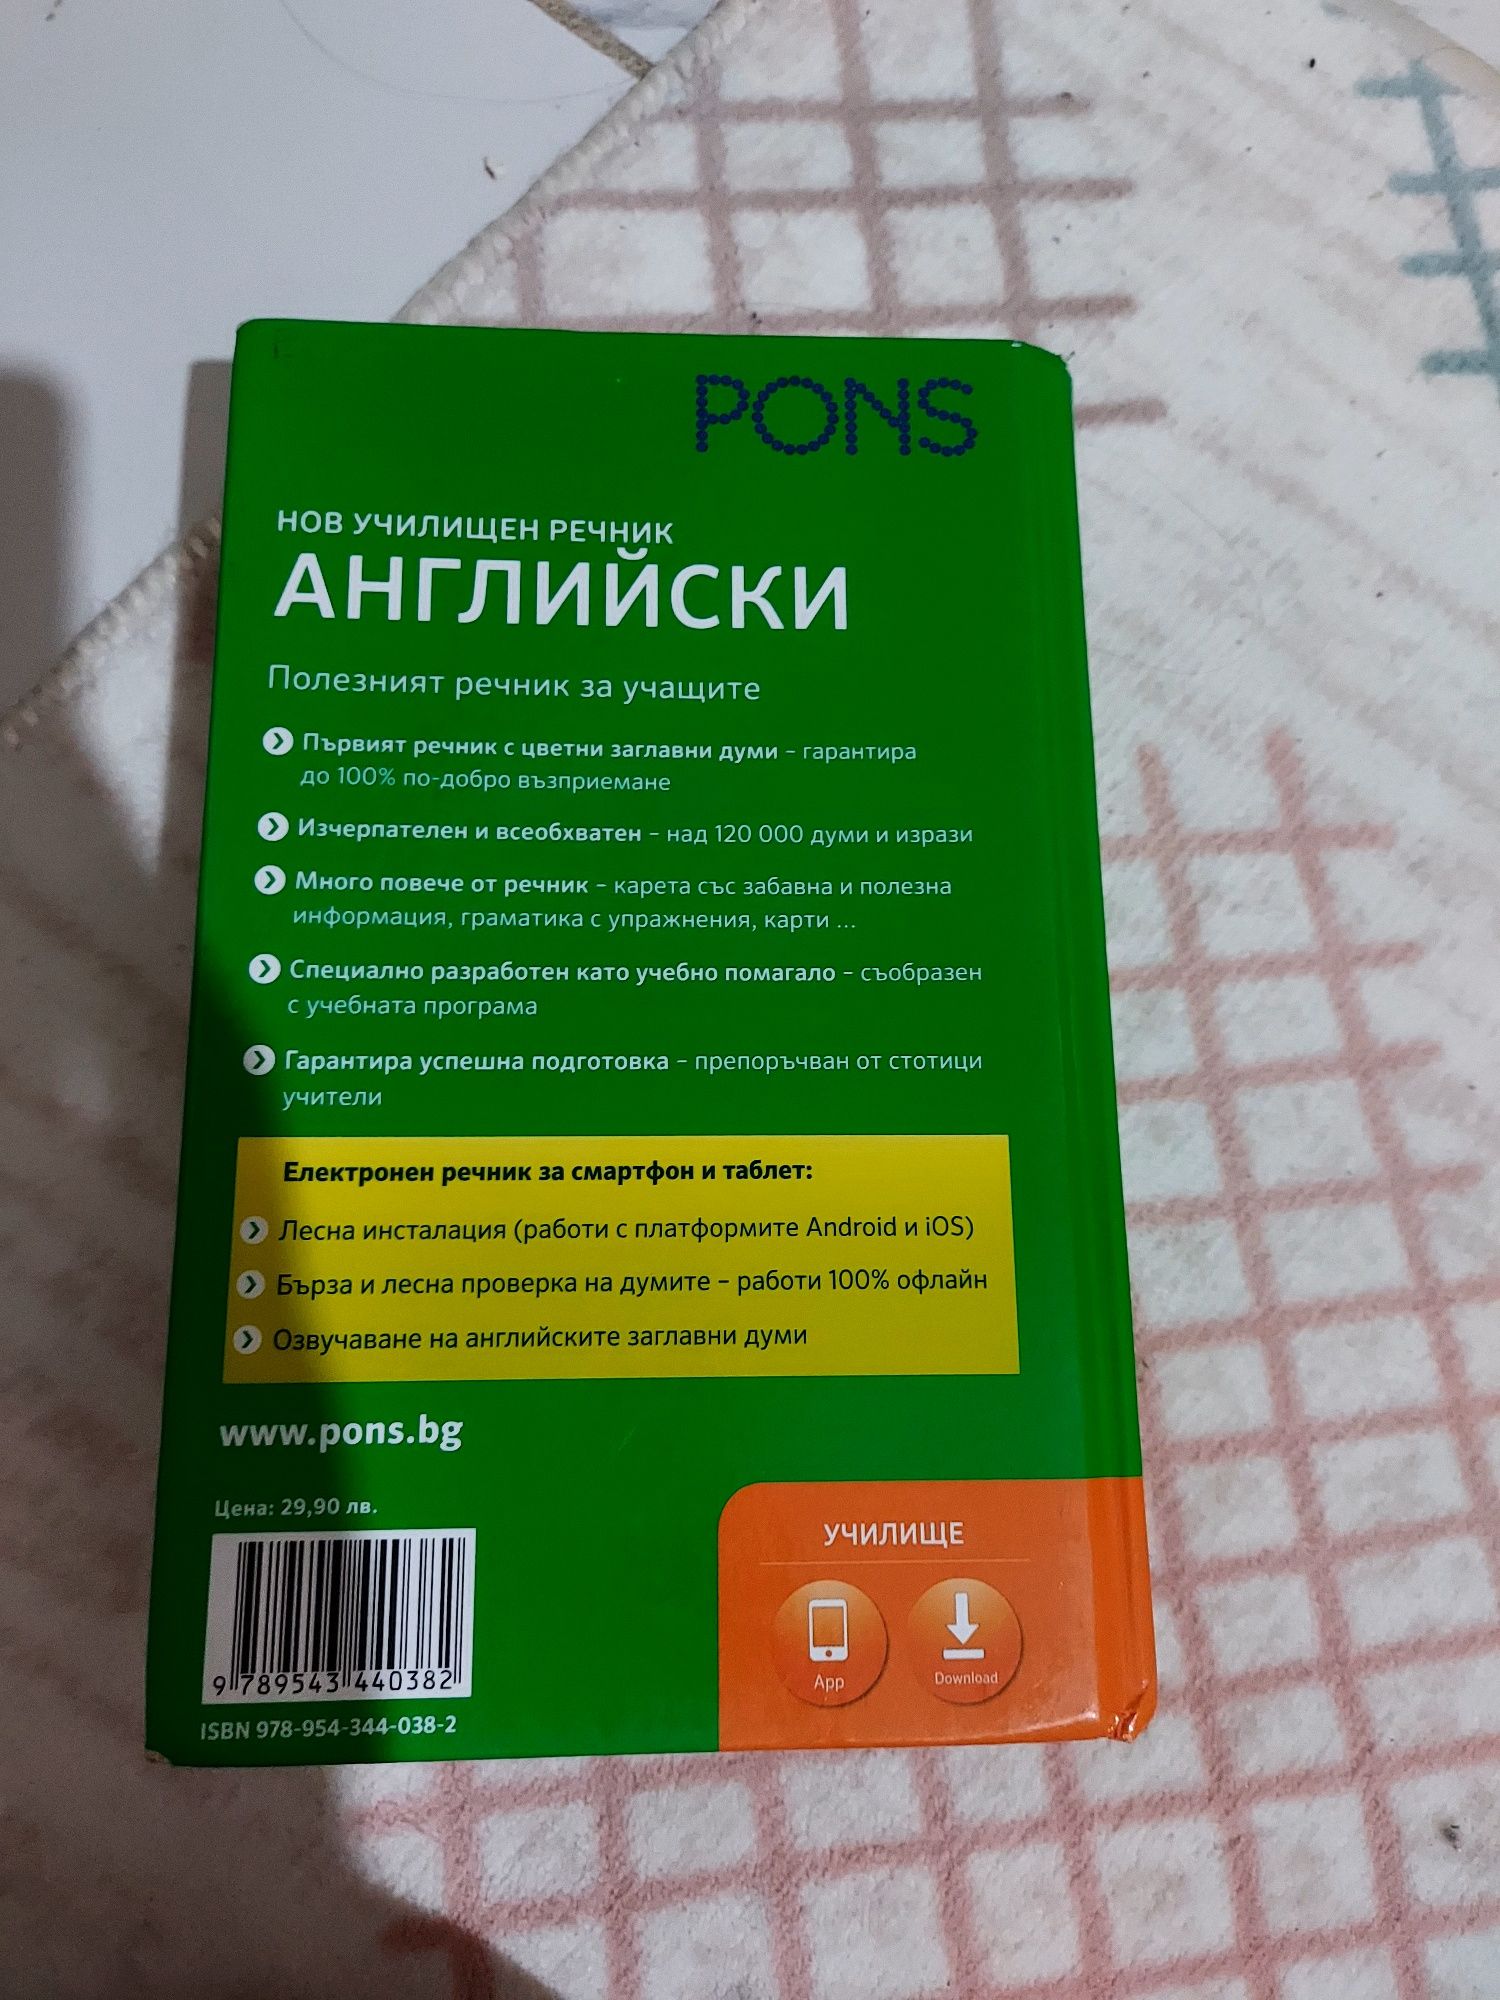 PONS
НОВ УЧИЛИЩЕН РЕЧНИК
АНГЛИЙСКИ
Полезният речник за учащите
Първият речник с цветни заглавни думи – гарантира
до 100% по-добро възприемане
Изчерпателен и всеобхватен – над 120 000 думи и изрази
Много повече от речник – карета със забавна и полезна
информация, граматика с упражнения, карти ...
Специално разработен като учебно помагало – съобразен
с учебната програма
Гарантира успешна подготовка – препоръчван от стотици
учители
Електронен речник за смартфон и таблет:
Лесна инсталация (работи с платформите Android и iOS)
Бърза и лесна проверка на думите – работи 100% офлайн
Озвучаване на английските заглавни думи
www.pons.bg
Цена: 29,90 лв.
9 789543 440382
ISBN 978-954-344-038-2
УЧИЛИЩЕ
App
Download